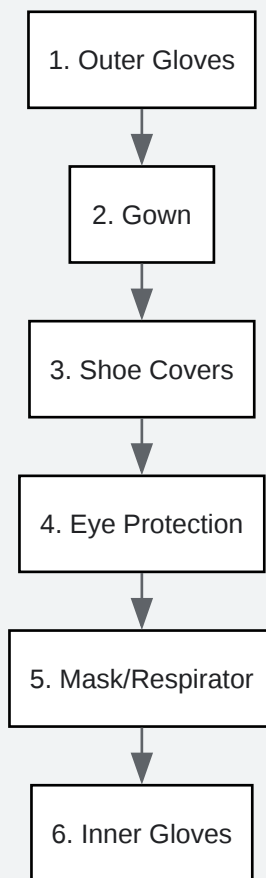 1. Outer Gloves
2. Gown
3. Shoe Covers
4. Eye Protection
5. Mask/Respirator
6. Inner Gloves